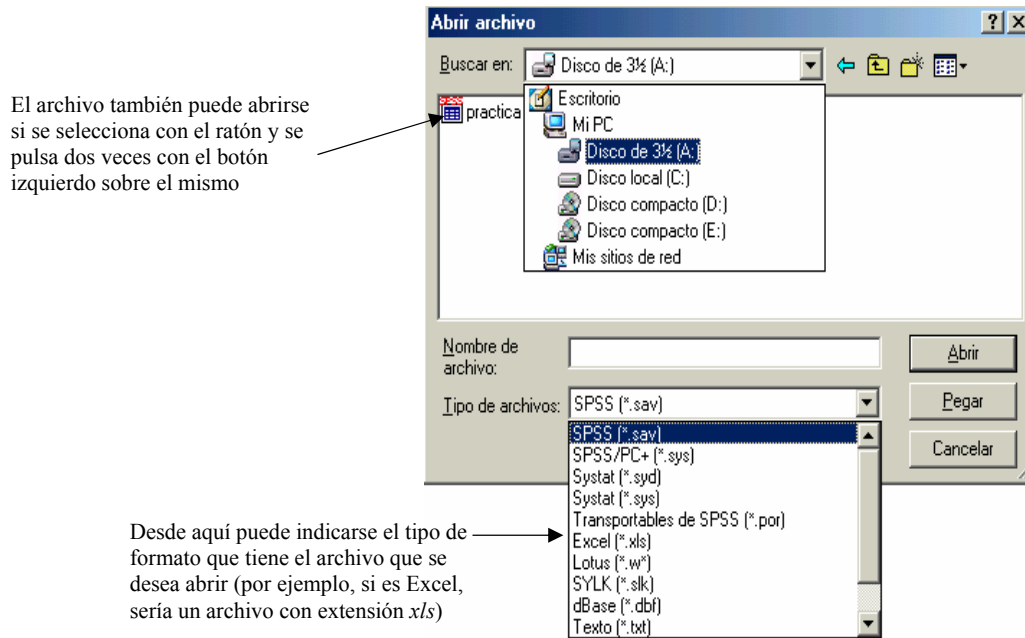 Abrir archivo
Buscar en: Disco de 3½ (A:)
El archivo también puede abrirse
si se selecciona con el ratón y se
pulsa dos veces con el botón
izquierdo sobre el mismo
practica
Escritorio
Mi PC
Disco de 3½ (A:)
Disco local (C:)
Disco compacto (D:)
Disco compacto (E:)
Mis sitios de red
Nombre de
archivo:
Abrir
Tipo de archivos: SPSS (*.sav)
Pegar
Cancelar
SPSS (*.sav)
SPSS/PC+ (*.sys)
Systat (*.syd)
Systat (*.sys)
Transportables de SPSS (*.por)
Excel (*.xls)
Lotus (*.w*)
SYLK (*.slk)
dBase (*.dbf)
Texto (*.txt)
Desde aquí puede indicarse el tipo de
formato que tiene el archivo que se
desea abrir (por ejemplo, si es Excel,
sería un archivo con extensión xls)